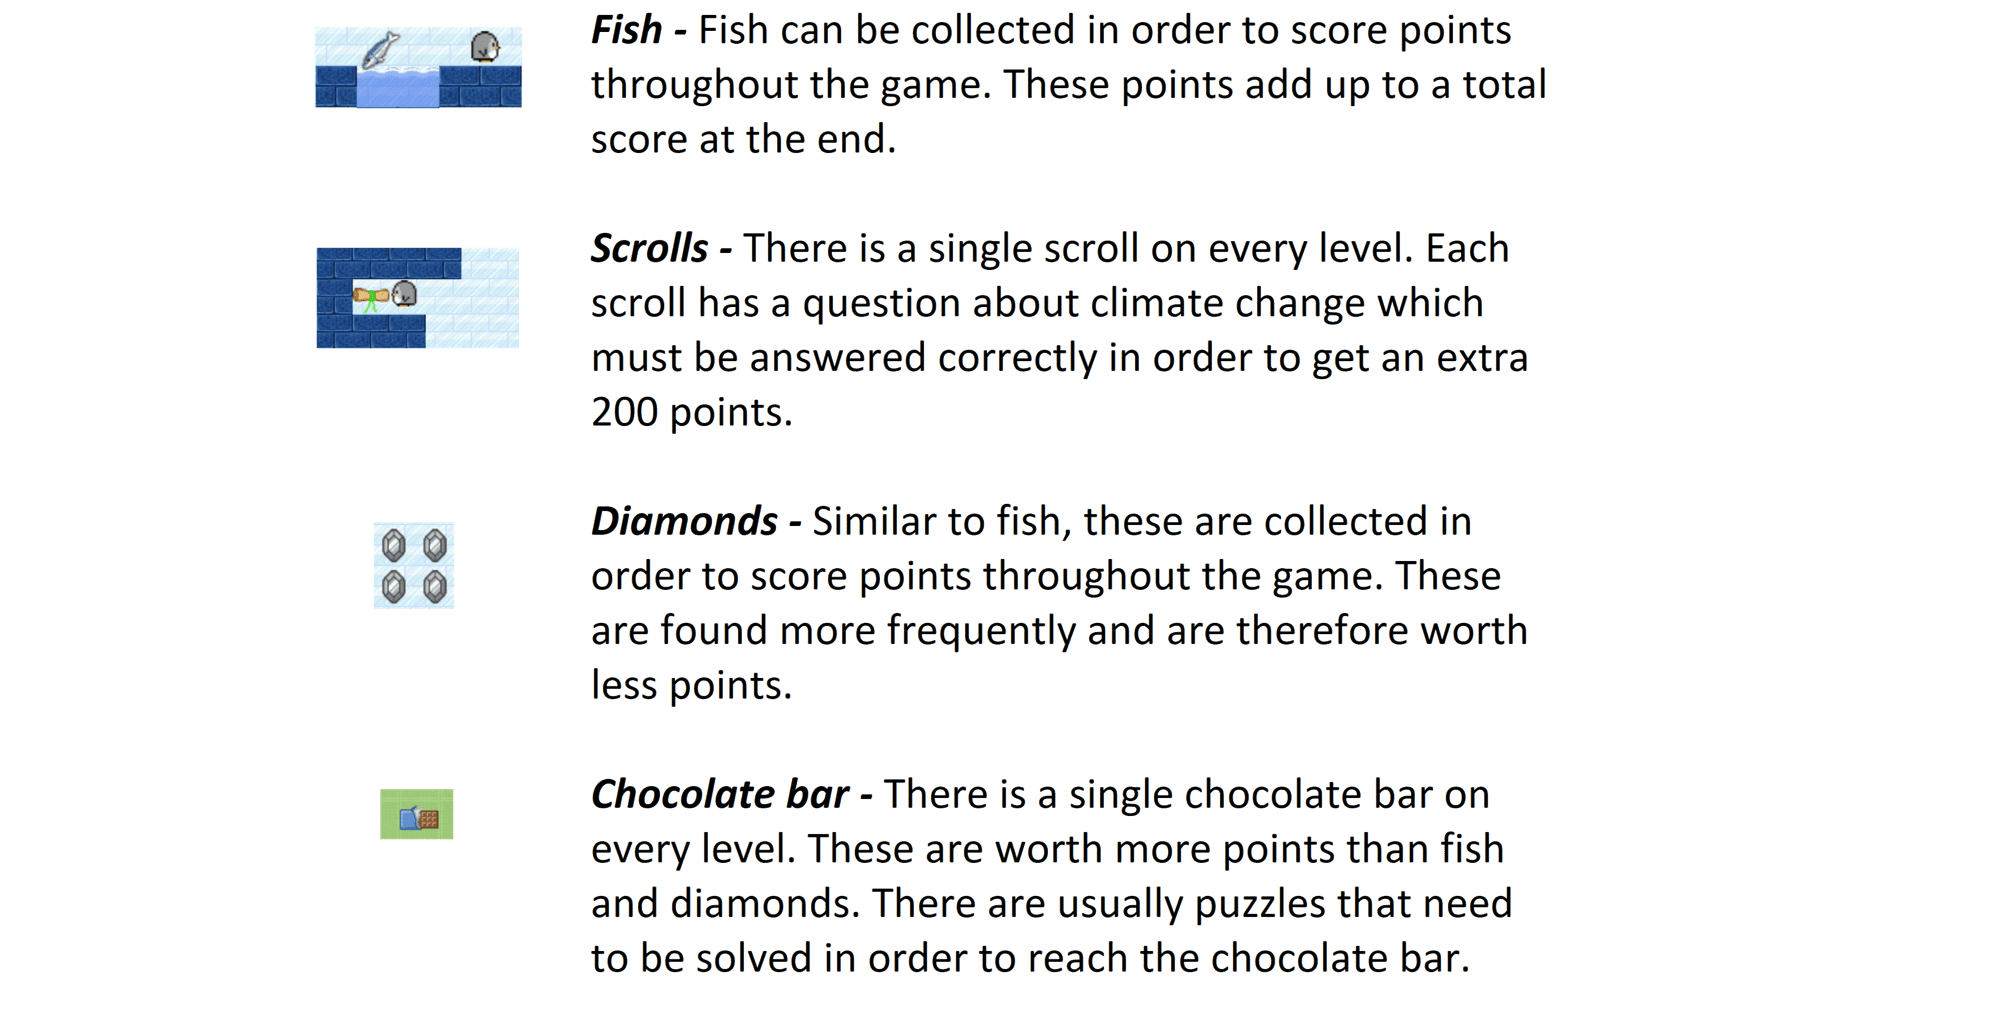 Fish - Fish can be collected in order to score points
throughout the game. These points add up to a total
score at the end.
Scrolls - There is a single scroll on every level. Each
scroll has a question about climate change which
must be answered correctly in order to get an extra
200 points.
Diamonds - Similar to fish, these are collected in
order to score points throughout the game. These
are found more frequently and are therefore worth
less points.
Chocolate bar - There is a single chocolate bar on
every level. These are worth more points than fish
and diamonds. There are usually puzzles that need
to be solved in order to reach the chocolate bar.